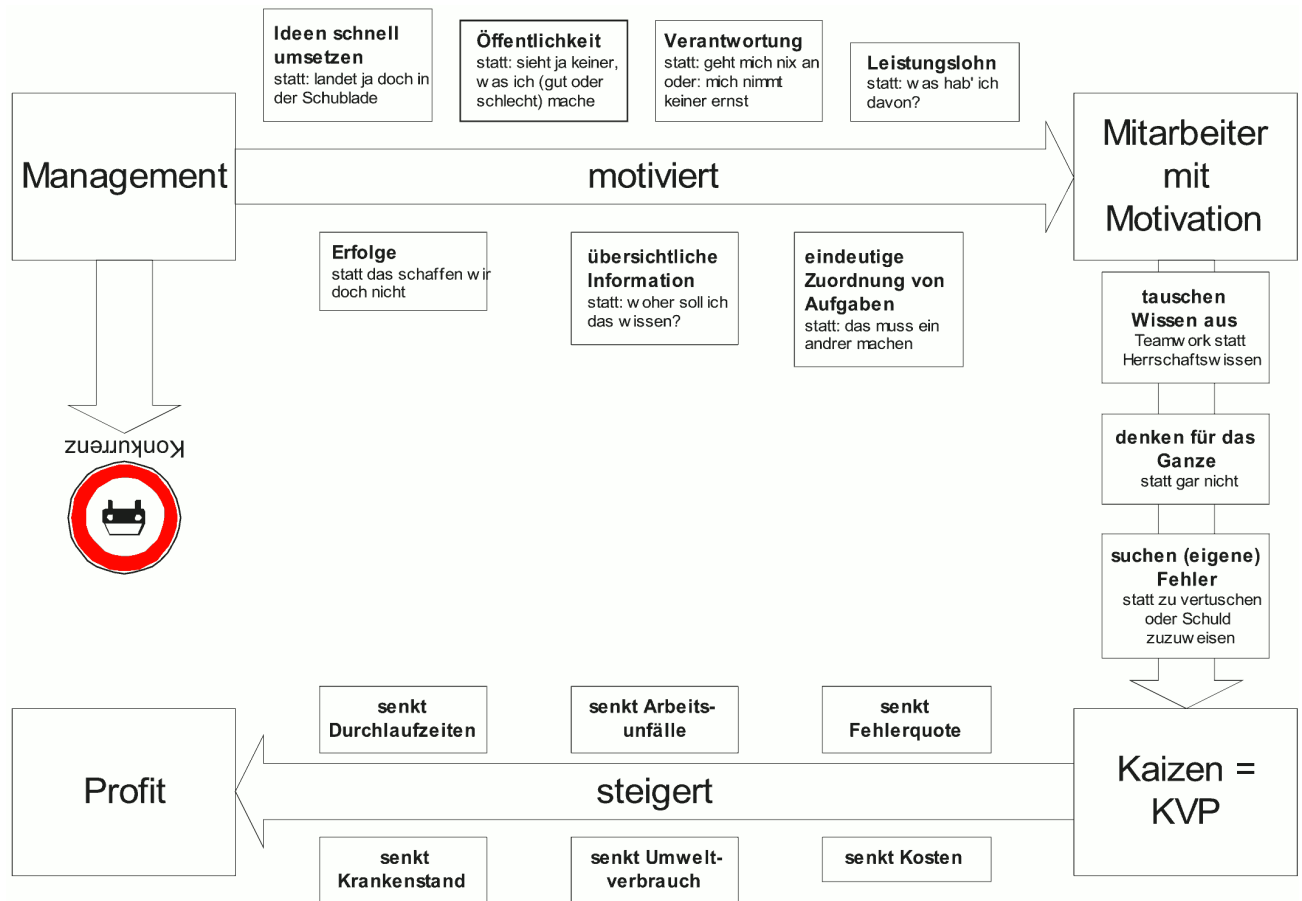 Ideen schnell
umsetzen
statt: landet ja doch in
der Schublade
Öffentlichkeit
statt: sieht ja keiner,
was ich (gut oder
schlecht) mache
Verantwortung
statt: geht mich nix an
oder: mich nimmt
keiner ernst
Leistungslohn
statt: was hab' ich
davon?
Management
motiviert
Mitarbeiter
mit
Motivation
Erfolge
statt das schaffen wir
doch nicht
übersichtliche
Information
statt: woher soll ich
das wissen?
eindeutige
Zuordnung von
Aufgaben
statt: das muss ein
andrer machen
tauschen
Wissen aus
Teamwork statt
Herrschaftswissen
Konkurrenz
denken für das
Ganze
statt gar nicht
suchen (eigene)
Fehler
statt zu vertuschen
oder Schuld
zuzuweisen
senkt
Durchlaufzeiten
senkt Arbeits-
unfälle
senkt
Fehlerquote
Profit
steigert
Kaizen =
KVP
senkt
Krankenstand
senkt Umwelt-
verbrauch
senkt Kosten